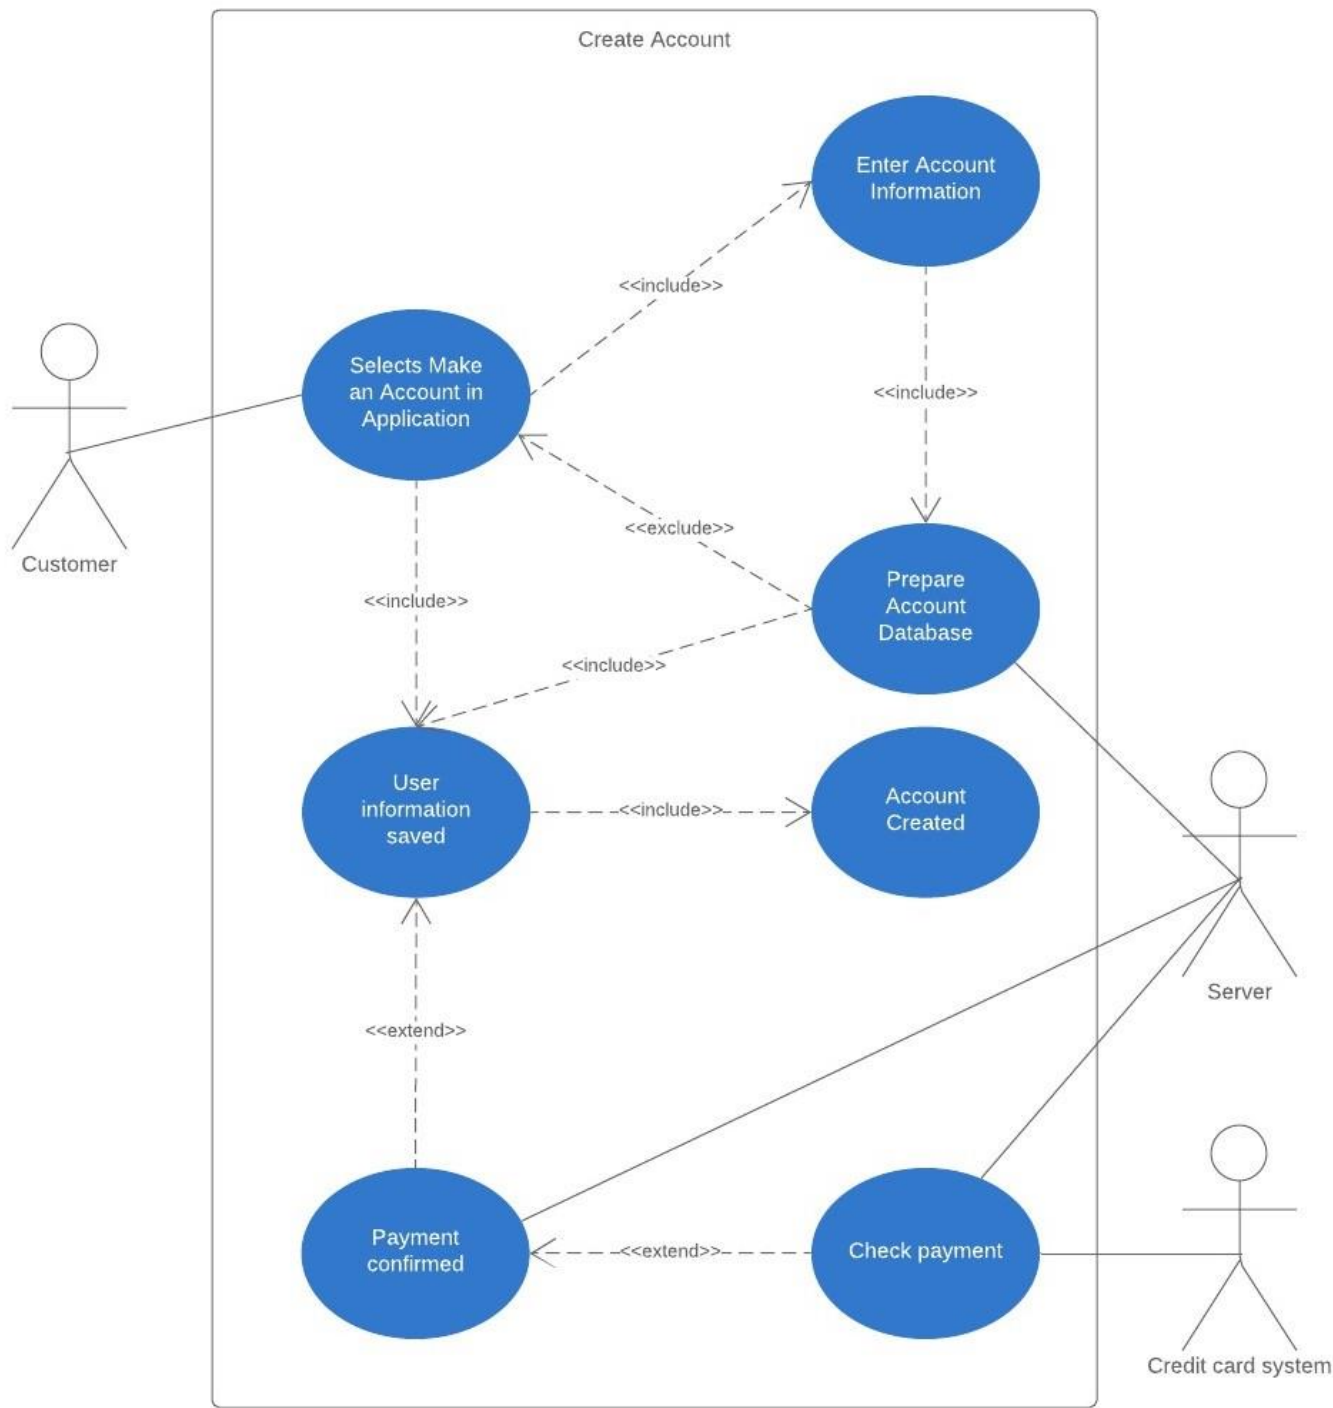 Create Account
Enter Account
Information
<<include>>
Selects Make
an Account in
Application
<<include>>
Customer
<<exclude>>
Prepare
Account
Database
<<include>>
<<include>>
User
information
saved
<<include>>
Account
Created
Server
<<extend>>
Payment
confirmed
<<extend>>
Check payment
Credit card system